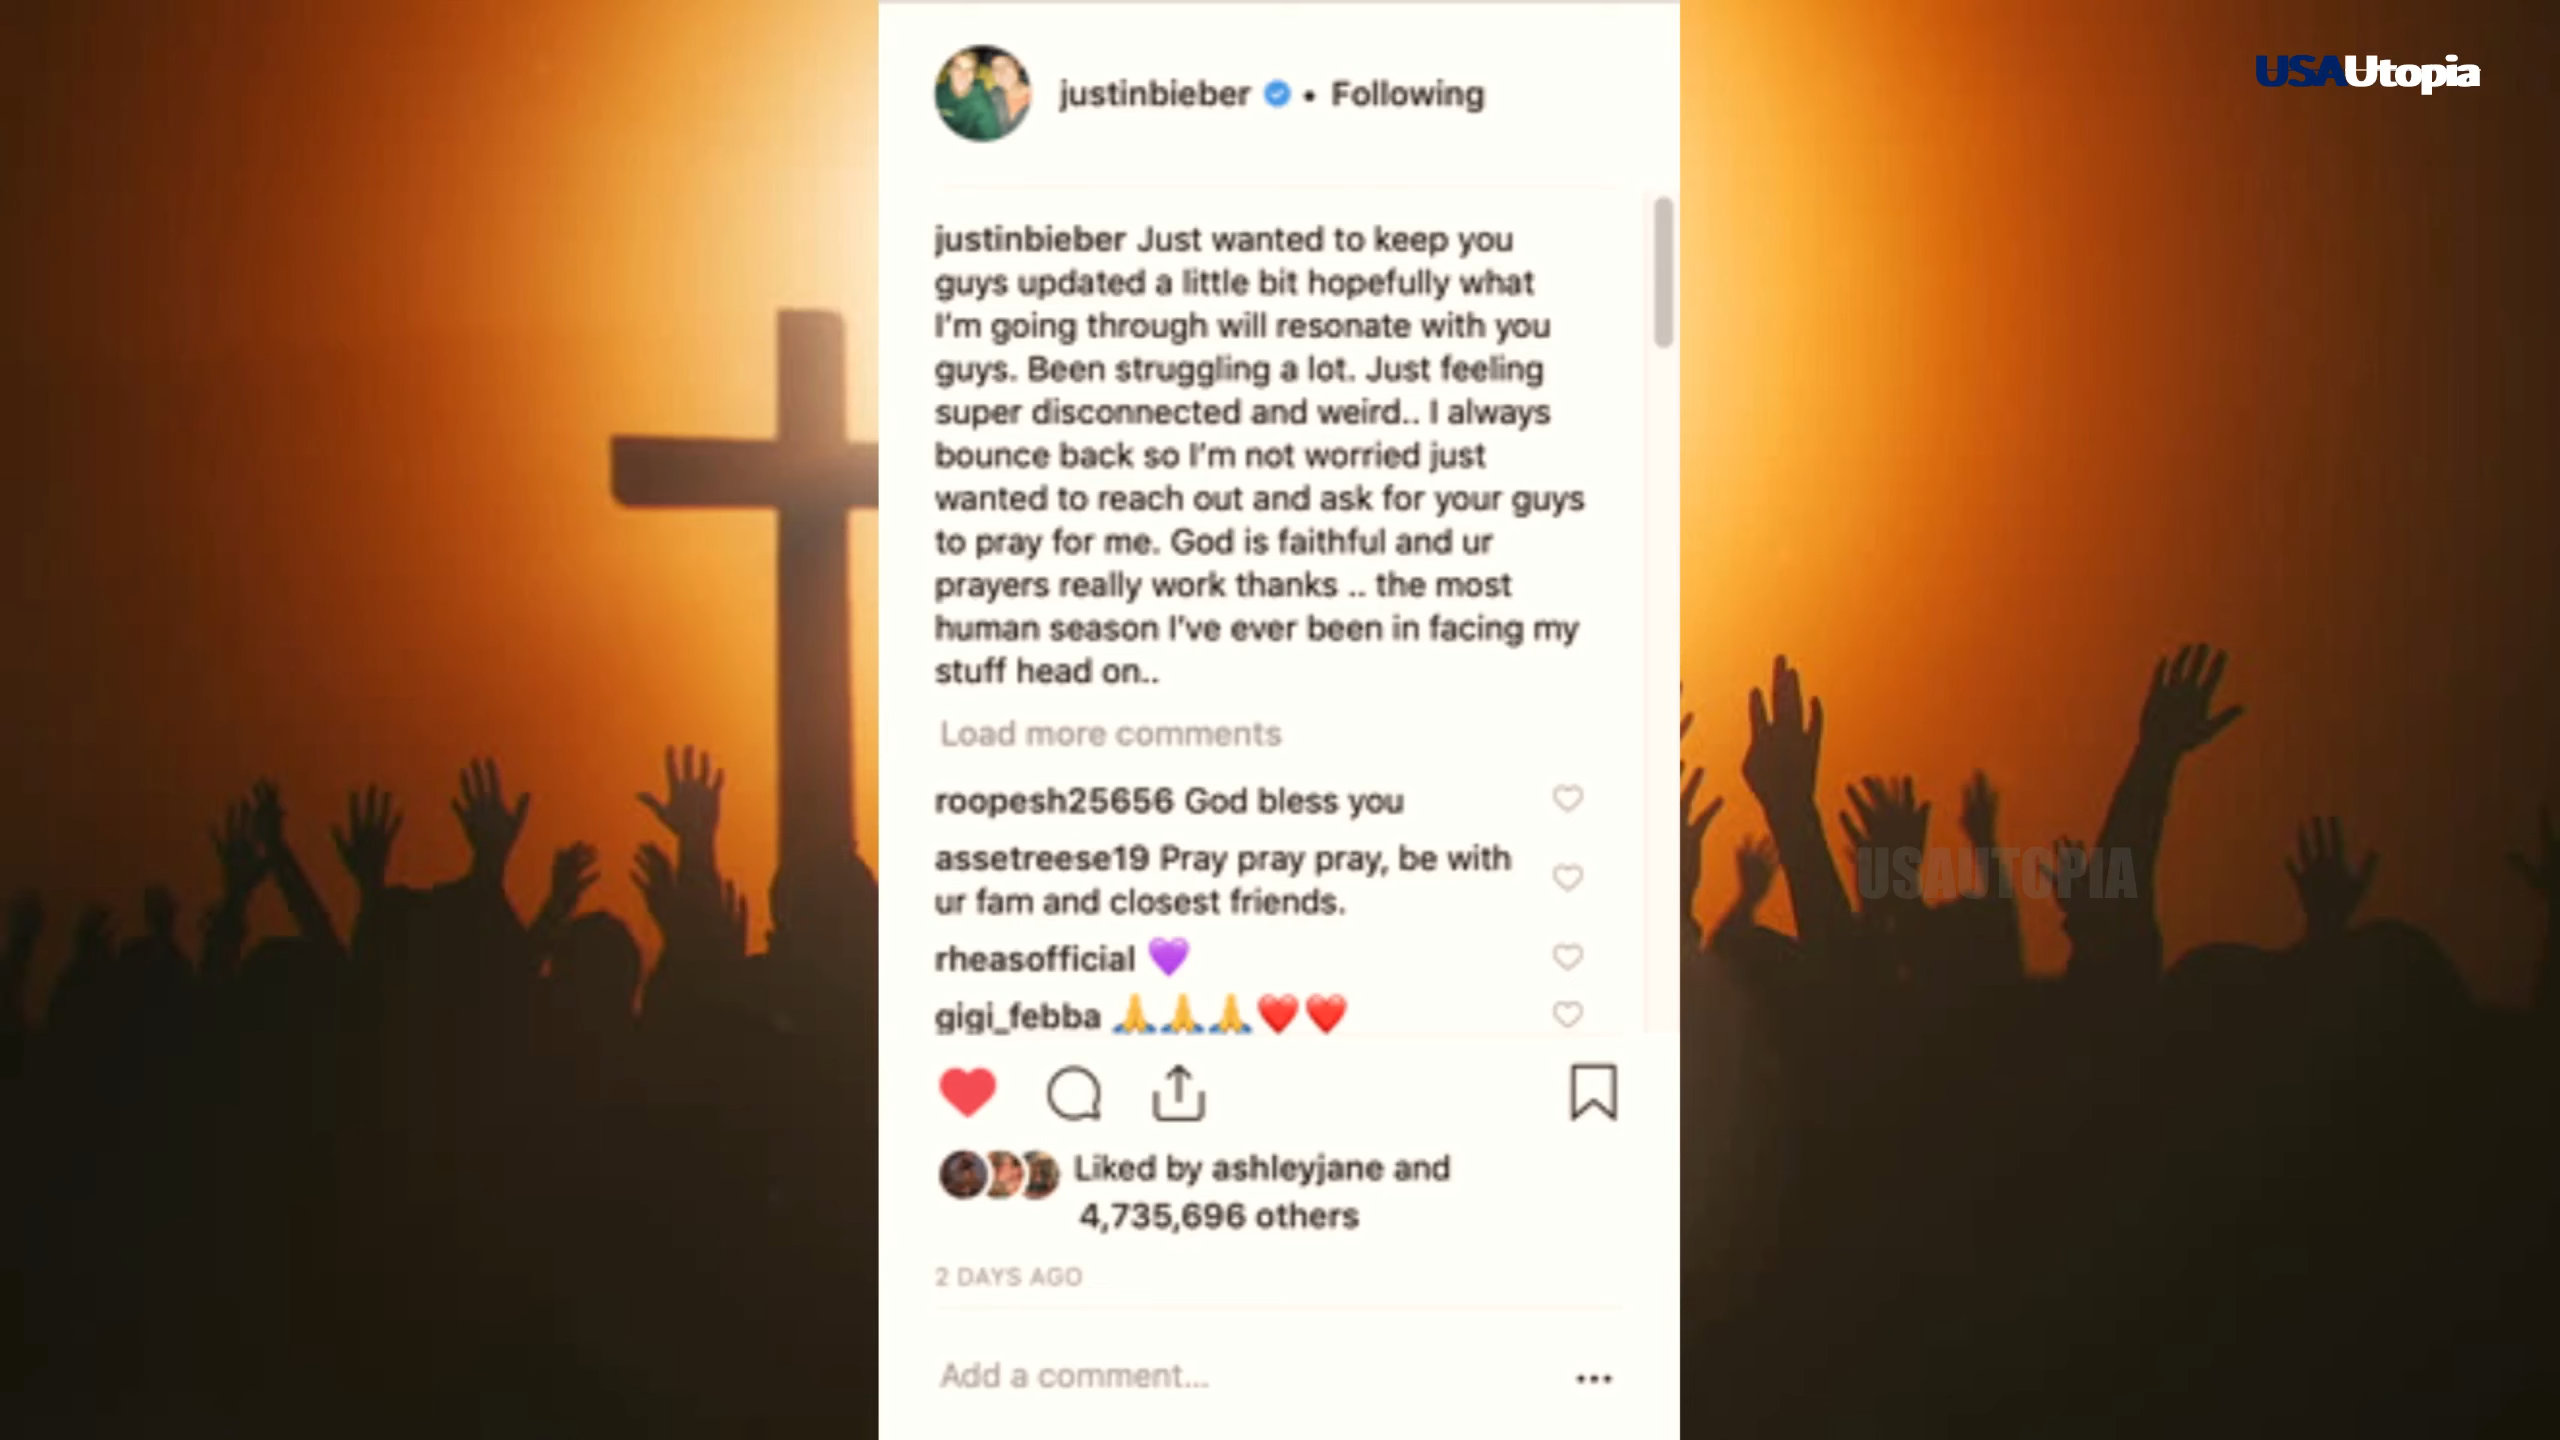 USAUtopia
justinbieber • Following
justinbieber Just wanted to keep you
guys updated a little bit hopefully what
I'm going through will resonate with you
guys. Been struggling a lot. Just feeling
super disconnected and weird.. I always
bounce back so I'm not worried just
wanted to reach out and ask for your guys
to pray for me. God is faithful and ur
prayers really work thanks .. the most
human season I've ever been in facing my
stuff head on..
Load more comments
roopesh25656 God bless you
assetreese19 Pray pray pray, be with
ur fam and closest friends.
rheasofficial 💜
gigi_febba 🙏🙏🙏❤️❤️
Liked by ashleyjane and
4,735,696 others
2 DAYS AGO
Add a comment...
USAUTOPIA